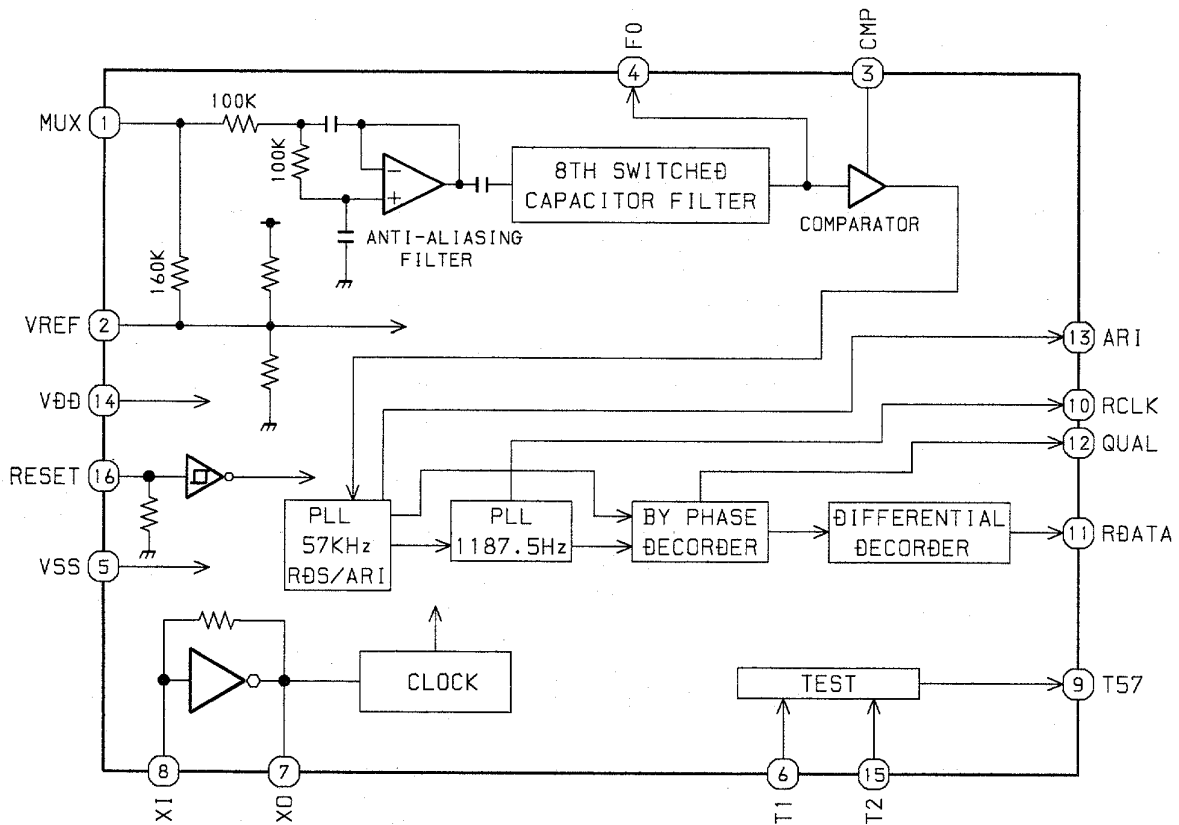 FO
CMP
4
3
MUX
1
100K
100K
8TH SWITCHED
CAPACITOR FILTER
COMPARATOR
ANTI-ALIASING
FILTER
160K
VREF
2
13
ARI
VDD
14
10
RCLK
12
QUAL
RESET
16
PLL
57KHz
RDS/ARI
PLL
1187.5Hz
BY PHASE
DECORDER
DIFFERENTIAL
DECORDER
11
RDATA
VSS
5
CLOCK
TEST
9
T57
8
7
6
15
XI
XO
T1
T2